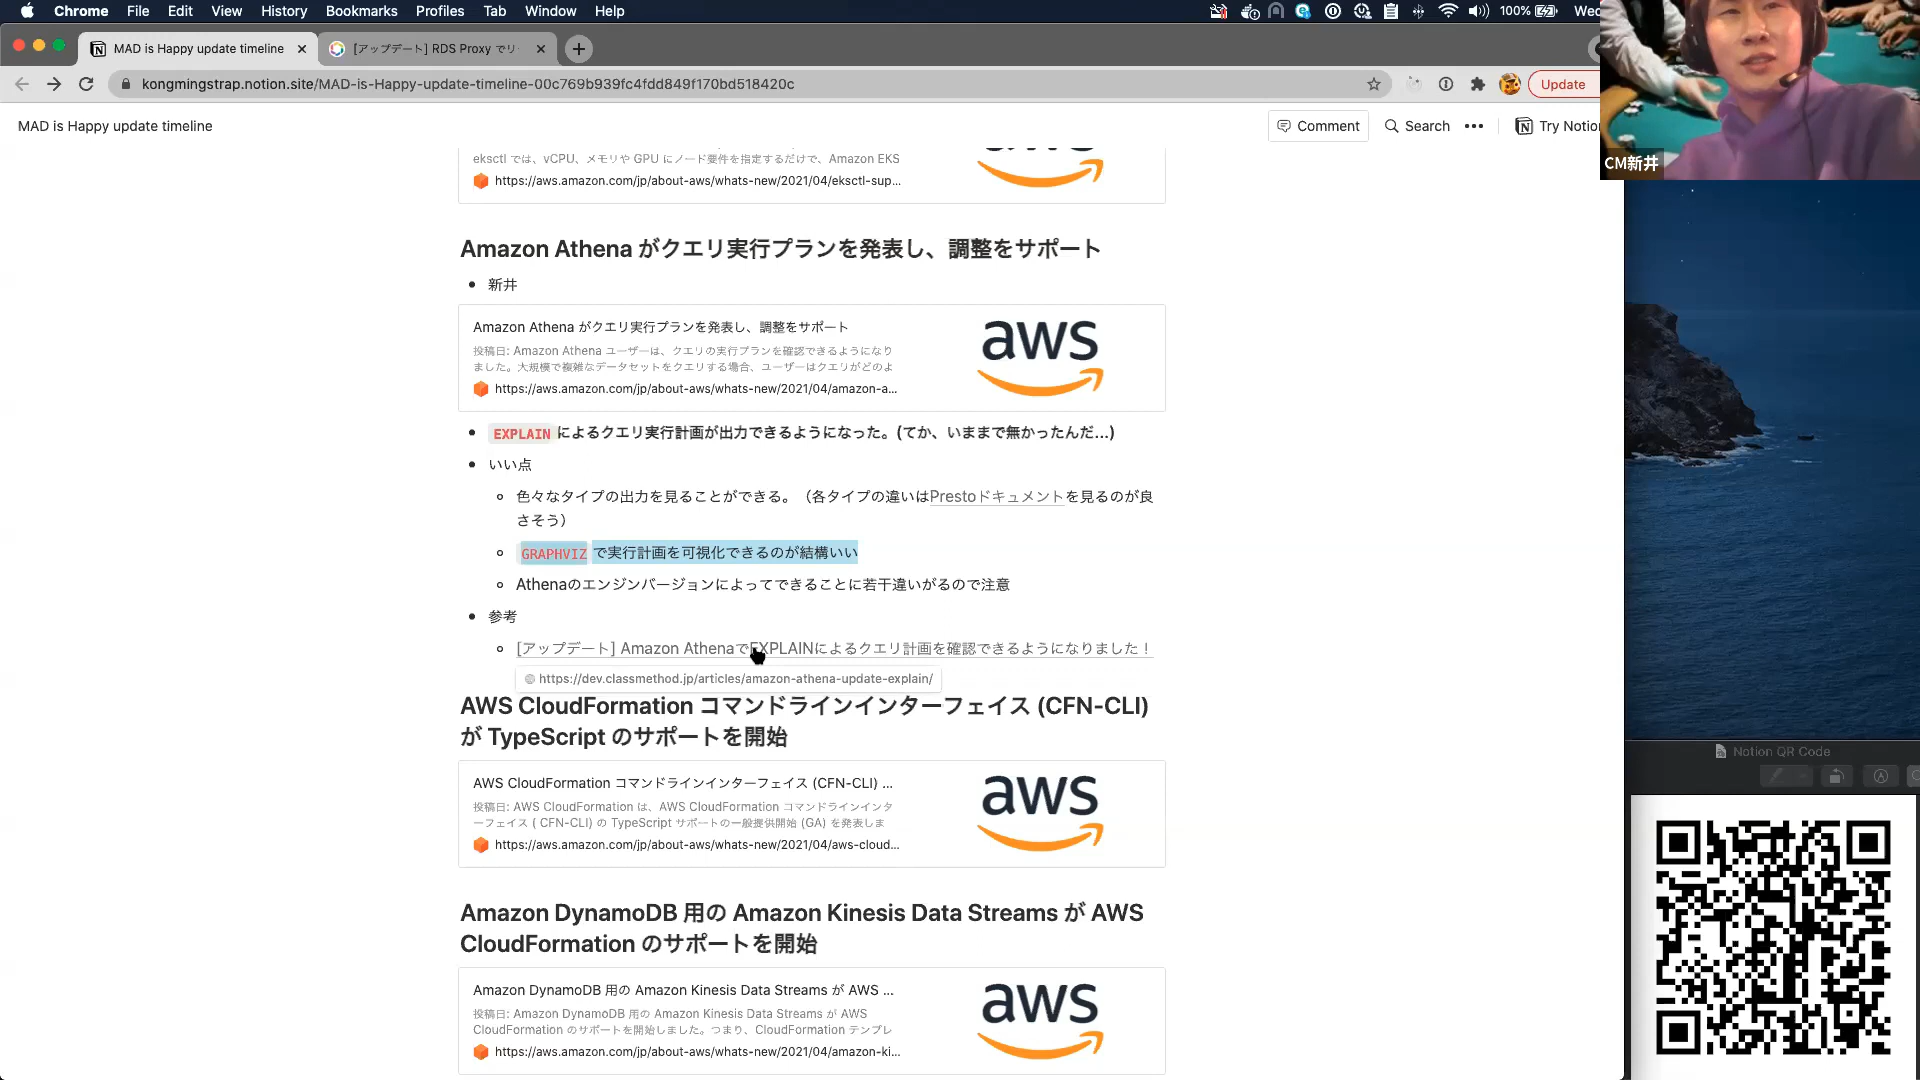 Chrome File Edit View History Bookmarks Profiles Tab Window Help
100% Wed
MAD is Happy update timeline
[アップデート] RDS Proxy でリ
kongmingstrap.notion.site/MAD-is-Happy-update-timeline-00c769b939fc4fdd849f170bd518420c
Update
MAD is Happy update timeline
Comment Search Try Notion
CM新井
eksctl では、vCPU、メモリや GPU にノード要件を指定するだけで、Amazon EKS
https://aws.amazon.com/jp/about-aws/whats-new/2021/04/eksctl-sup...
Amazon Athena がクエリ実行プランを発表し、調整をサポート
新井
Amazon Athena がクエリ実行プランを発表し、調整をサポート
投稿日: Amazon Athena ユーザーは、クエリの実行プランを確認できるようになり
ました。大規模で複雑なデータセットをクエリする場合、ユーザーはクエリがどのよ
https://aws.amazon.com/jp/about-aws/whats-new/2021/04/amazon-a...
aws
EXPLAIN によるクエリ実行計画が出力できるようになった。(てか、いままで無かったんだ...)
いい点
色々なタイプの出力を見ることができる。（各タイプの違いはPrestoドキュメントを見るのが良
さそう）
GRAPHVIZ で実行計画を可視化できるのが結構いい
Athenaのエンジンバージョンによってできることに若干違いがるので注意
参考
[アップデート] Amazon AthenaでEXPLAINによるクエリ計画を確認できるようになりました！
https://dev.classmethod.jp/articles/amazon-athena-update-explain/
AWS CloudFormation コマンドラインインターフェイス (CFN-CLI)
が TypeScript のサポートを開始
AWS CloudFormation コマンドラインインターフェイス (CFN-CLI) ...
投稿日: AWS CloudFormation は、AWS CloudFormation コマンドラインインタ
ーフェイス ( CFN-CLI) の TypeScript サポートの一般提供開始 (GA) を発表しま
https://aws.amazon.com/jp/about-aws/whats-new/2021/04/aws-cloud...
aws
Notion QR Code
Amazon DynamoDB 用の Amazon Kinesis Data Streams が AWS
CloudFormation のサポートを開始
Amazon DynamoDB 用の Amazon Kinesis Data Streams が AWS ...
投稿日: Amazon DynamoDB 用の Amazon Kinesis Data Streams が AWS
CloudFormation のサポートを開始しました。つまり、CloudFormation テンプレ
https://aws.amazon.com/jp/about-aws/whats-new/2021/04/amazon-ki...
aws